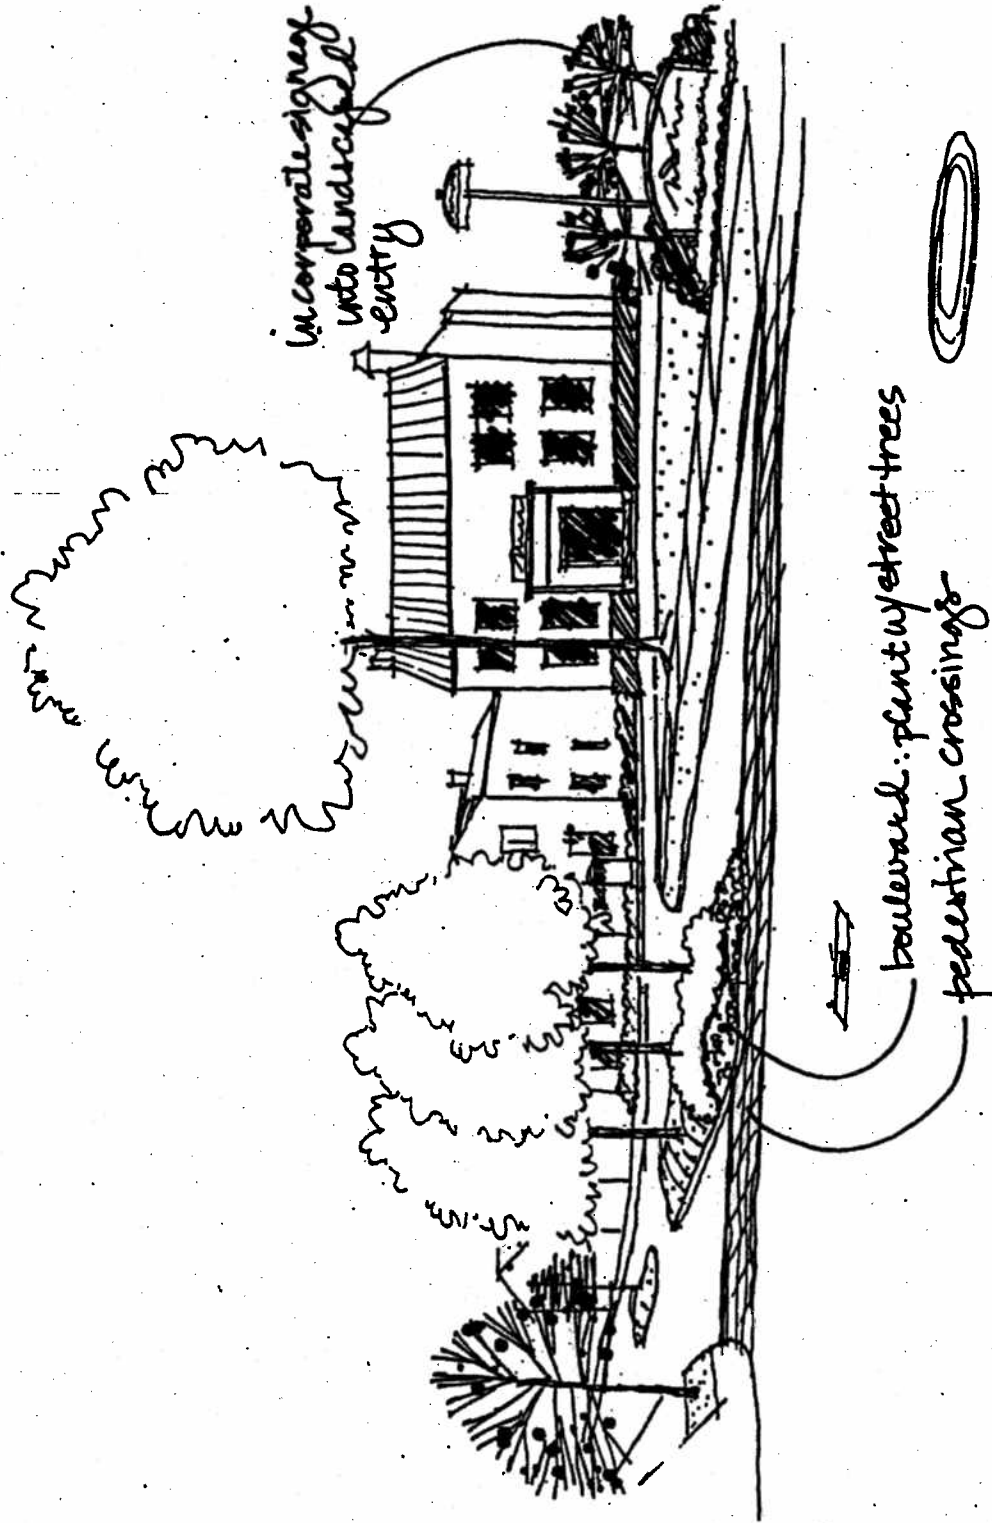 incorporate signage
into landscaped
entry
boulevard: plant w/ street trees
pedestrian crossings